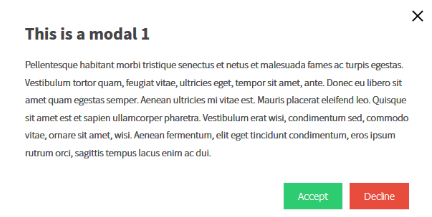 This is a modal 1
Pellentesque habitant morbi tristique senectus et netus et malesuada fames ac turpis egestas.
Vestibulum tortor quam, feugiat vitae, ultricies eget, tempor sit amet, ante. Donec eu libero sit
amet quam egestas semper. Aenean ultricies mi vitae est. Mauris placerat eleifend leo. Quisque
sit amet est et sapien ullamcorper pharetra. Vestibulum erat wisi, condimentum sed, commodo
vitae, ornare sit amet, wisi. Aenean fermentum, elit eget tincidunt condimentum, eros ipsum
rutrum orci, sagittis tempus lacus enim ac dui.
Accept Decline